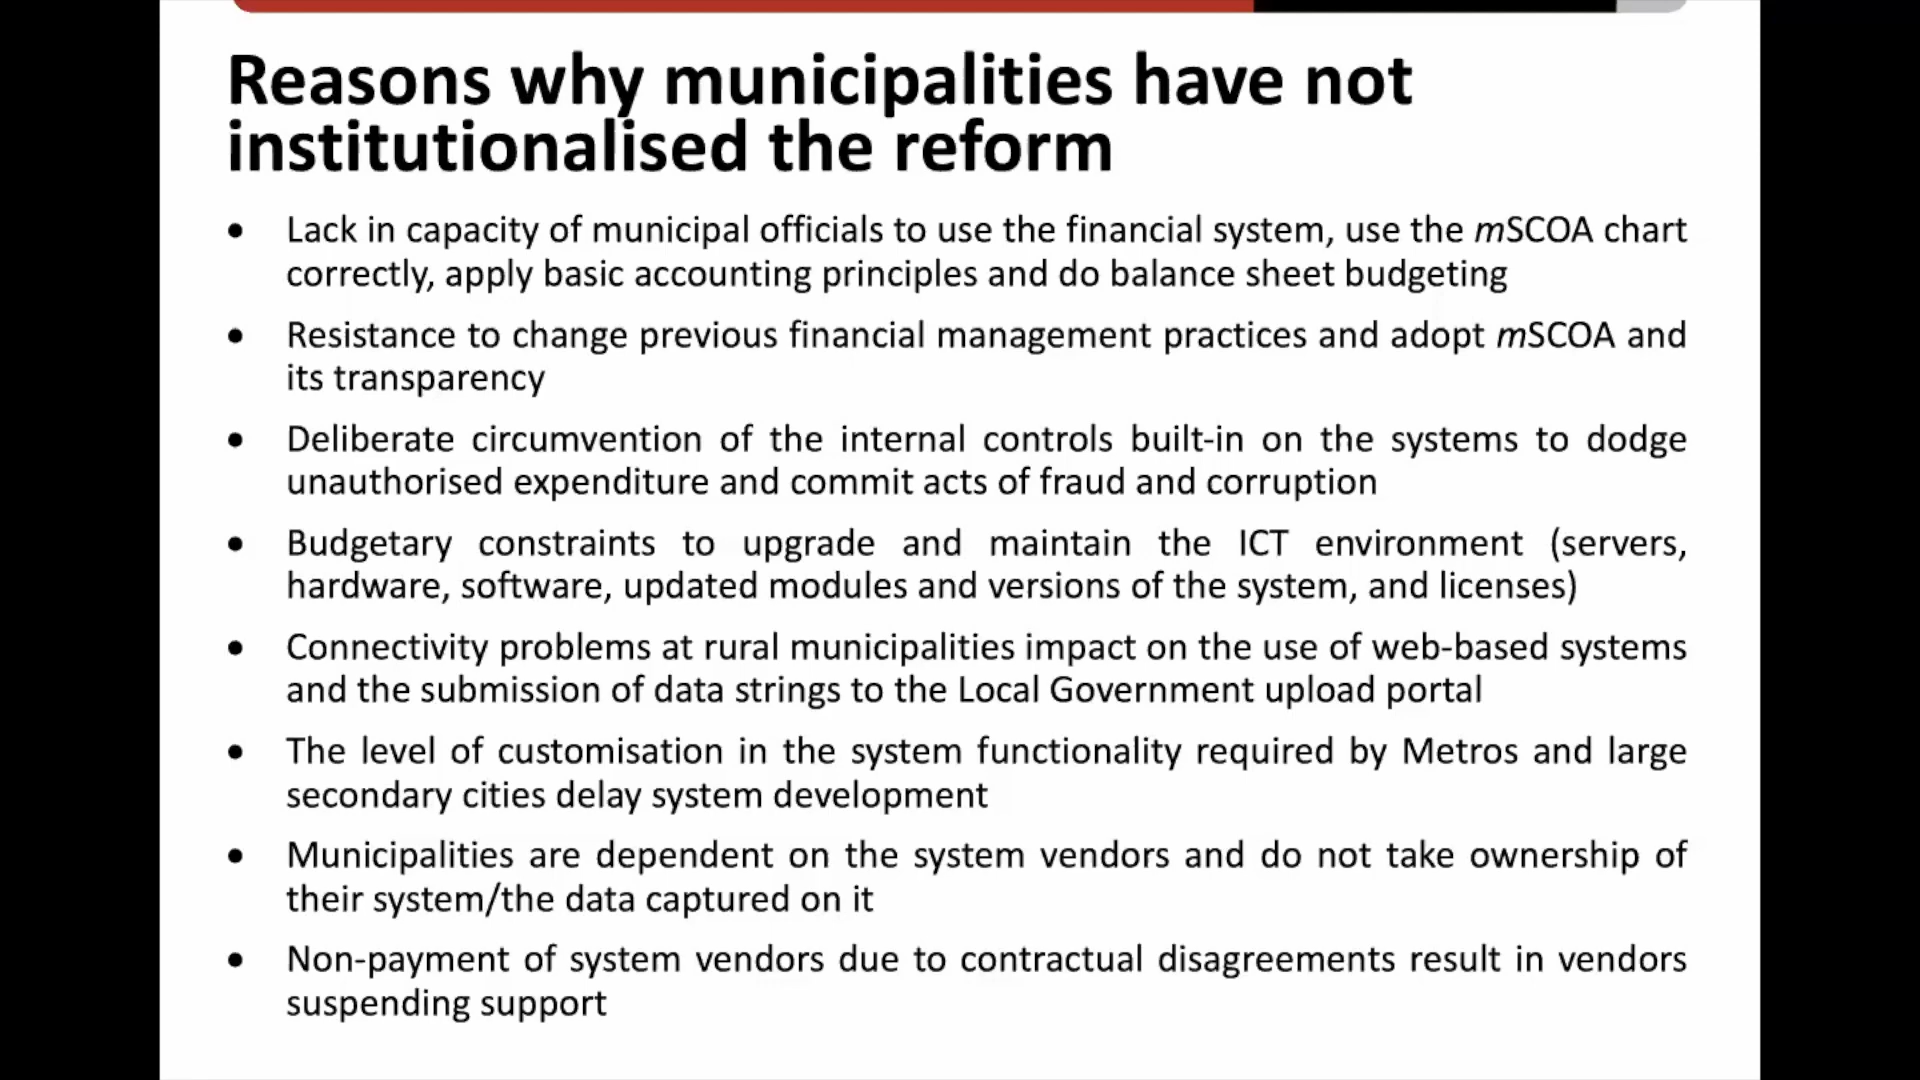 Reasons why municipalities have not
institutionalised the reform
• Lack in capacity of municipal officials to use the financial system, use the mSCOA chart
correctly, apply basic accounting principles and do balance sheet budgeting
• Resistance to change previous financial management practices and adopt mSCOA and
its transparency
• Deliberate circumvention of the internal controls built-in on the systems to dodge
unauthorised expenditure and commit acts of fraud and corruption
• Budgetary constraints to upgrade and maintain the ICT environment (servers,
hardware, software, updated modules and versions of the system, and licenses)
• Connectivity problems at rural municipalities impact on the use of web-based systems
and the submission of data strings to the Local Government upload portal
• The level of customisation in the system functionality required by Metros and large
secondary cities delay system development
• Municipalities are dependent on the system vendors and do not take ownership of
their system/the data captured on it
• Non-payment of system vendors due to contractual disagreements result in vendors
suspending support